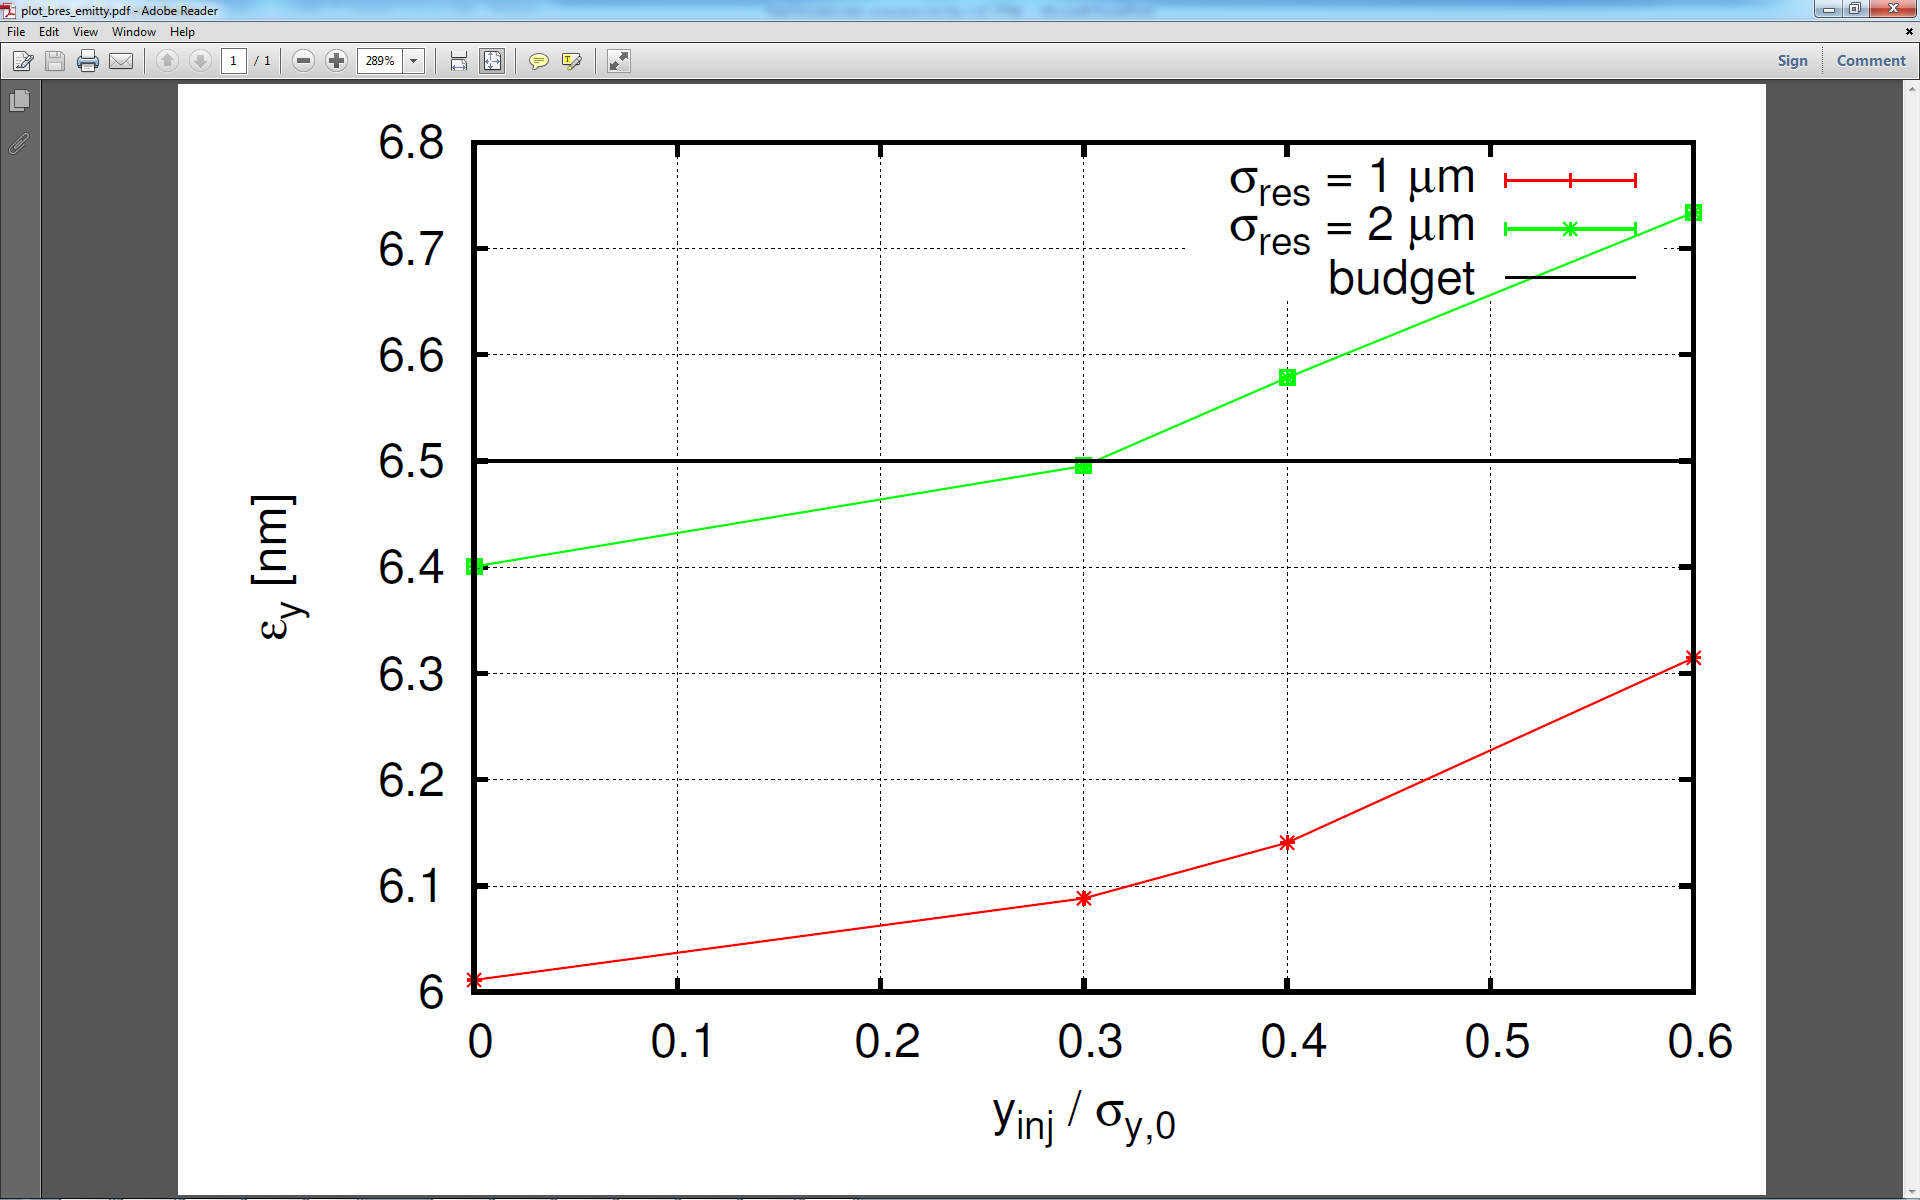 plot_bres_emitty.pdf - Adobe Reader
File Edit View Window Help
1 / 1 289% Sign Comment
6.8
6.7
6.6
6.5
6.4
6.3
6.2
6.1
6
εy [nm]
σres = 1 μm
σres = 2 μm
budget
0 0.1 0.2 0.3 0.4 0.5 0.6
yinj / σy,0